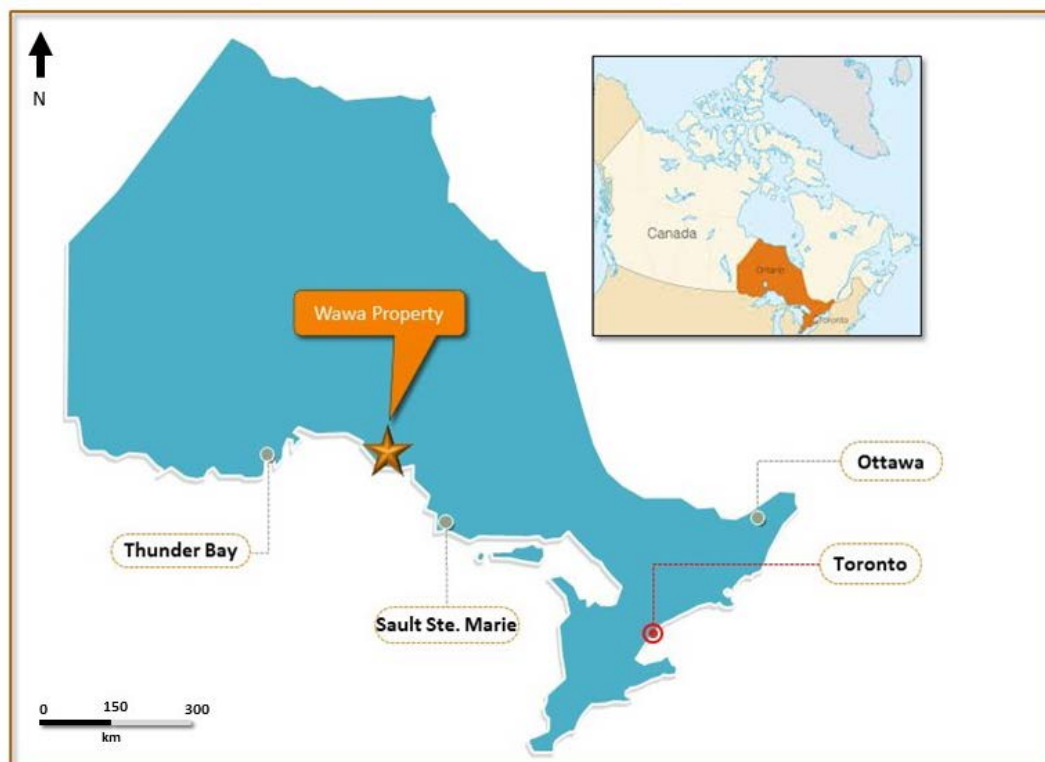 N
Canada
Ontario
Toronto
Wawa Property
Ottawa
Thunder Bay
Toronto
Sault Ste. Marie
0 150 300
km